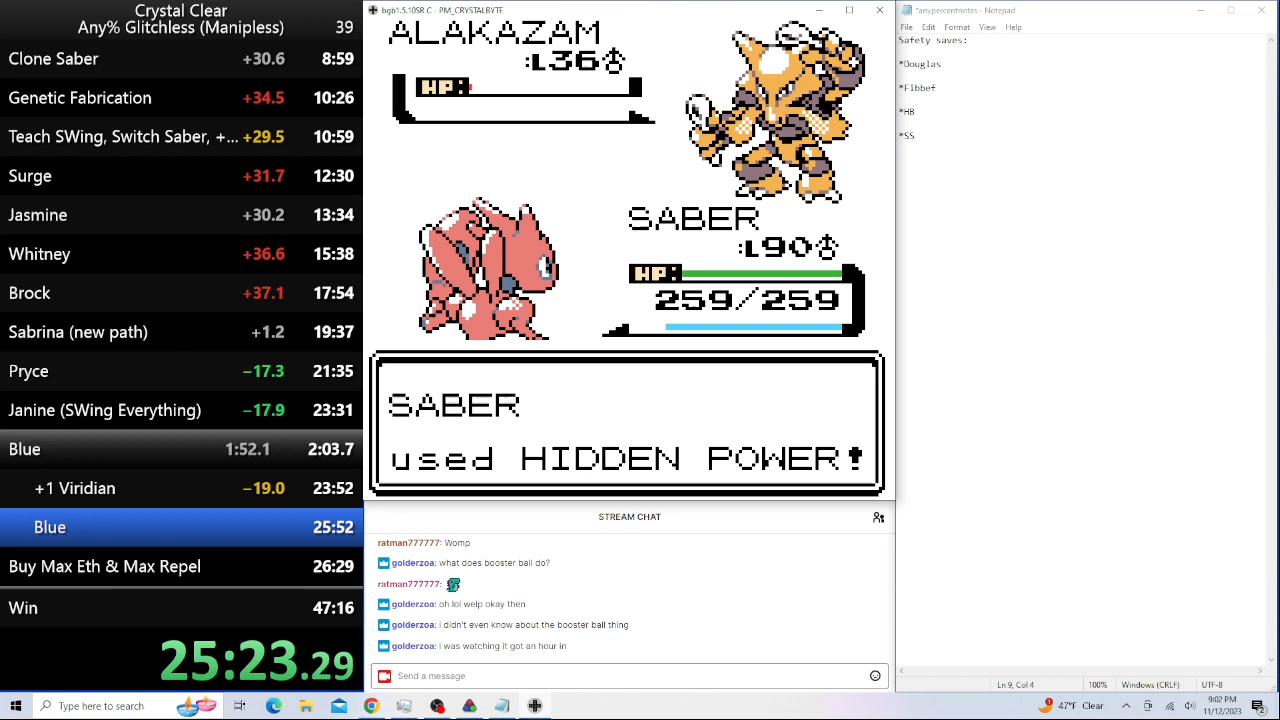 Crystal Clear
Any% Glitchless (Mornpless) 39
+30.6 8:59
Genetic Fabrication +34.5 10:26
Teach SWing, Switch Saber, +... +29.5 10:59
Surge +31.7 12:30
Jasmine +30.2 13:34
Whitney +36.6 15:38
Brock +37.1 17:54
Sabrina (new path) +1.2 19:37
Pryce −17.3 21:35
Janine (SWing Everything) −17.9 23:31
Blue 1:52.1 2:03.7
+1 Viridian −19.0 23:52
Blue 25:52
Buy Max Eth & Max Repel 26:29
Win 47:16
25:23.29
bgb1.5.10SR C - PM_CRYSTALBYTE
ALAKAZAM
:L36♂
HP:
SABER
:L90♂
HP:
259/259
SABER
used HIDDEN POWER!
STREAM CHAT
ratman777777: Womp
golderzoa: what does booster ball do?
ratman777777:
golderzoa: oh lol welp okay then
golderzoa: i didn't even know about the booster ball thing
golderzoa: i was watching it got an hour in
Send a message
*anypercentnotes - Notepad
File Edit Format View Help
Safety saves:
*Douglas
*Fibbef
*HB
*SS
Ln 9, Col 4 100% Windows (CRLF) UTF-8
Type here to search
47°F Clear
9:02 PM
11/12/2023
2